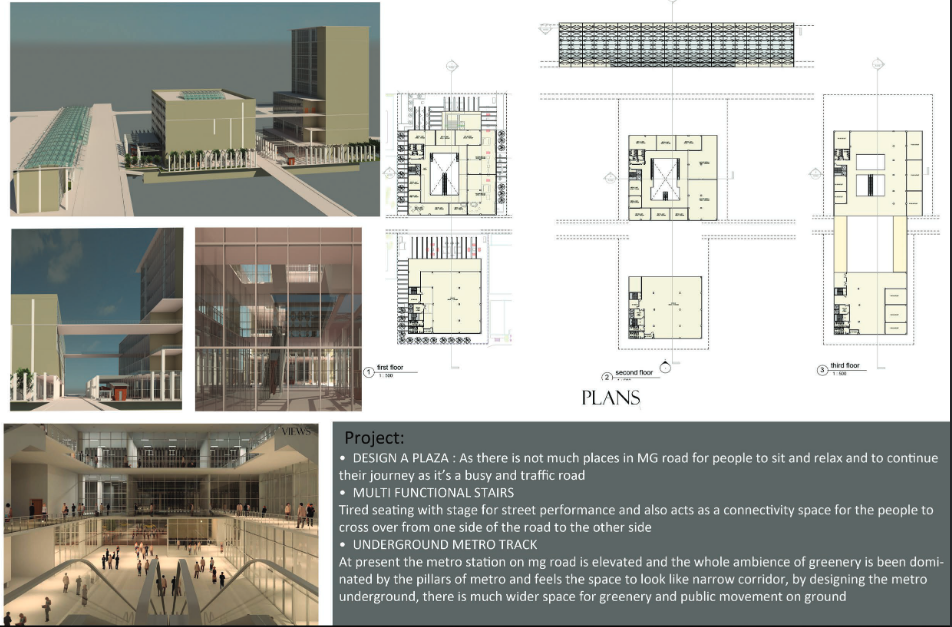 1 first floor
1 : 500
2 second floor
3 third floor
1 : 500
PLANS
VIEWS
Project:
• DESIGN A PLAZA : As there is not much places in MG road for people to sit and relax and to continue
their journey as it's a busy and traffic road
• MULTI FUNCTIONAL STAIRS
Tired seating with stage for street performance and also acts as a connectivity space for the people to
cross over from one side of the road to the other side
• UNDERGROUND METRO TRACK
At present the metro station on mg road is elevated and the whole ambience of greenery is been domi-
nated by the pillars of metro and feels the space to look like narrow corridor, by designing the metro
underground, there is much wider space for greenery and public movement on ground